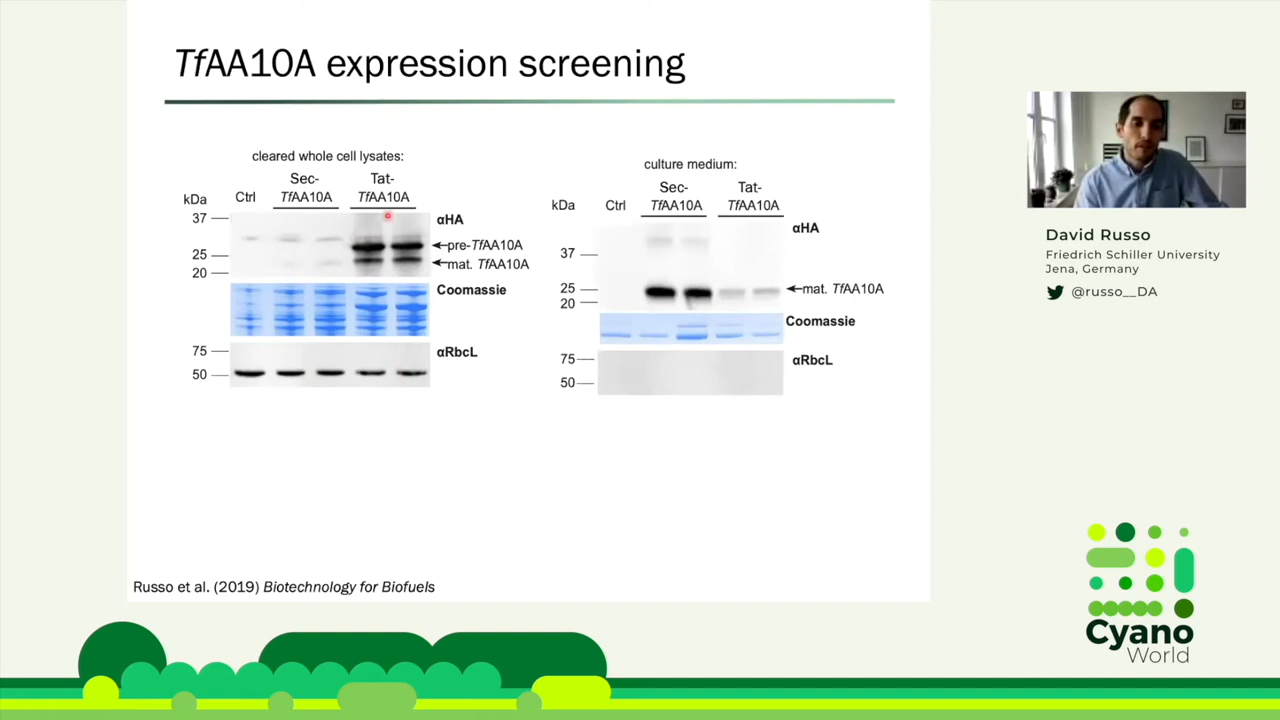 TfAA10A expression screening
cleared whole cell lysates:
kDa
Ctrl
Sec-
TfAA10A
Tat-
TfAA10A
37
25
20
αHA
pre-TfAA10A
mat. TfAA10A
Coomassie
75
50
αRbcL
culture medium:
kDa
Ctrl
Sec-
TfAA10A
Tat-
TfAA10A
αHA
37
25
20
mat. TfAA10A
Coomassie
75
50
αRbcL
Russo et al. (2019) Biotechnology for Biofuels
David Russo
Friedrich Schiller University
Jena, Germany
@russo__DA
Cyano
World